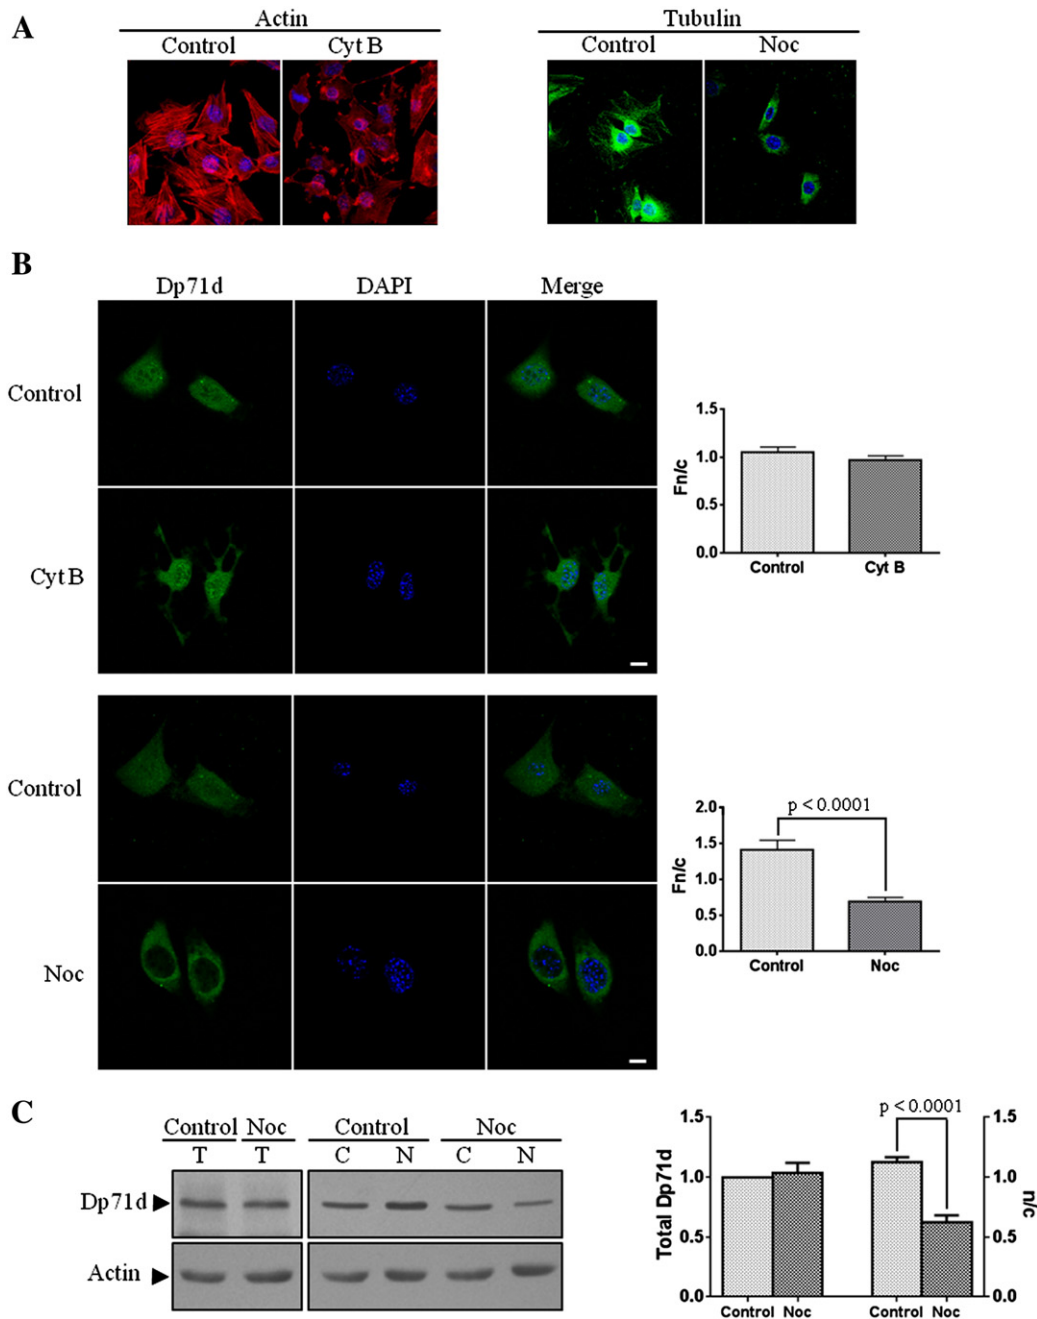 A
Actin
Control Cyt B
Tubulin
Control Noc
B
Dp71d DAPI Merge
Control
Cyt B
Fn/c
1.5
1.0
0.5
0.0
Control Cyt B
Control
Noc
Fn/c
2.0
1.5
1.0
0.5
0.0
p < 0.0001
Control Noc
C
Control Noc
T T
Control Noc
C N C N
Dp71d
Actin
Total Dp71d
1.5
1.0
0.5
0.0
p < 0.0001
1.5
1.0
0.5
0.0
n/c
Control Noc Control Noc